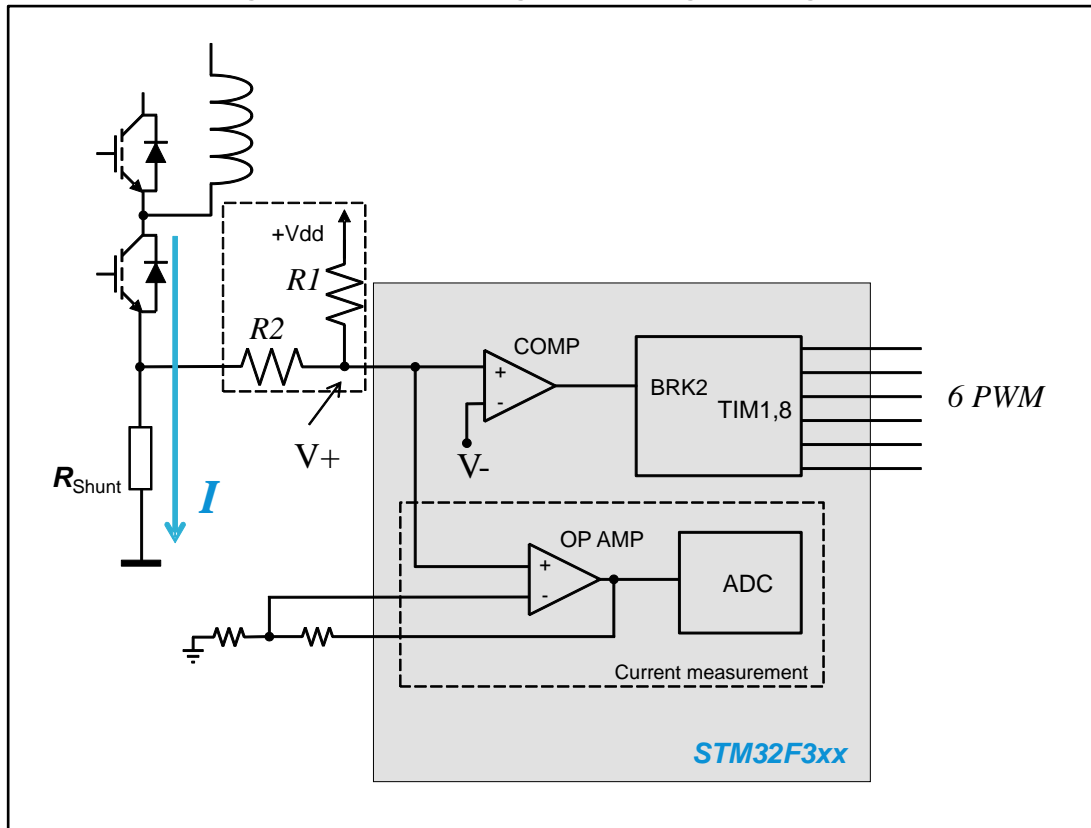 +Vdd
R1
R2
COMP
+
-
BRK2
TIM1,8
6 PWM
V+
V-
RShunt
I
OP AMP
+
-
ADC
Current measurement
STM32F3xx